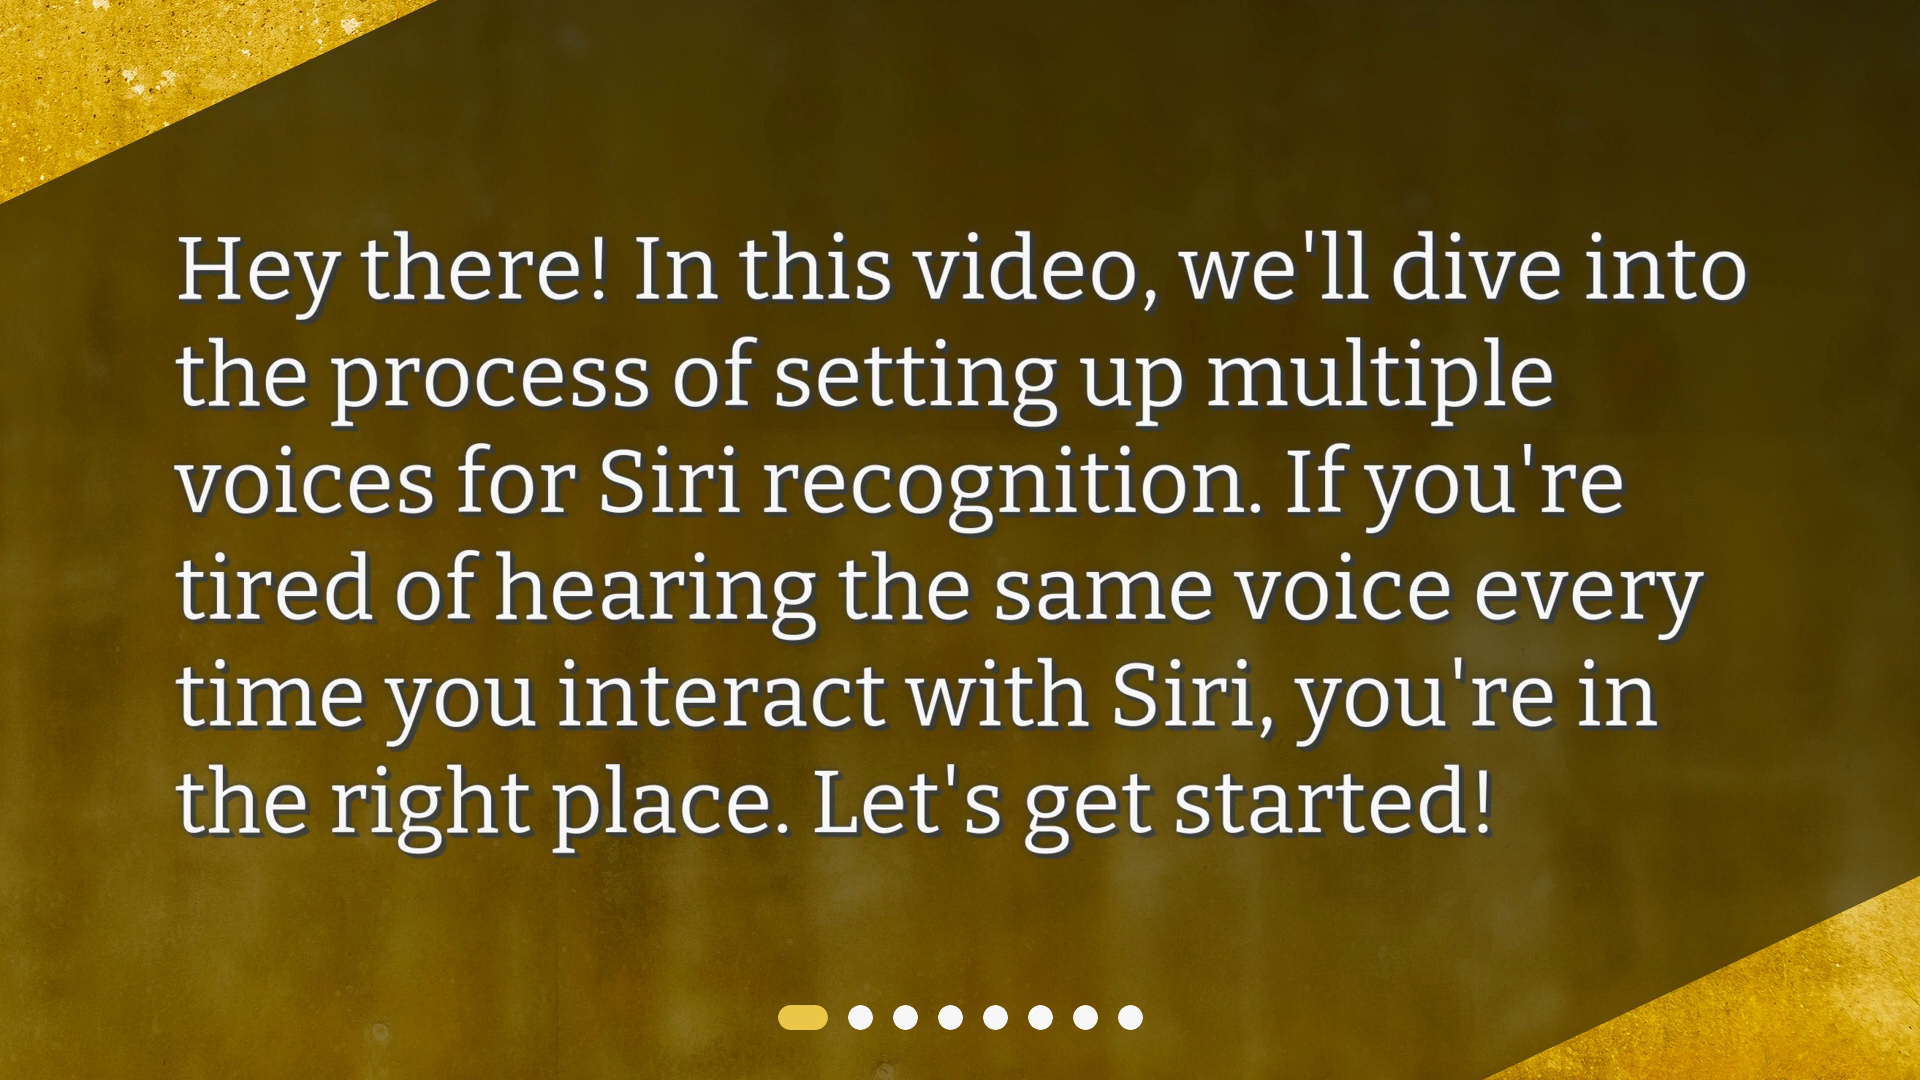 Hey there! In this video, we'll dive into
the process of setting up multiple
voices for Siri recognition. If you're
tired of hearing the same voice every
time you interact with Siri, you're in
the right place. Let's get started!